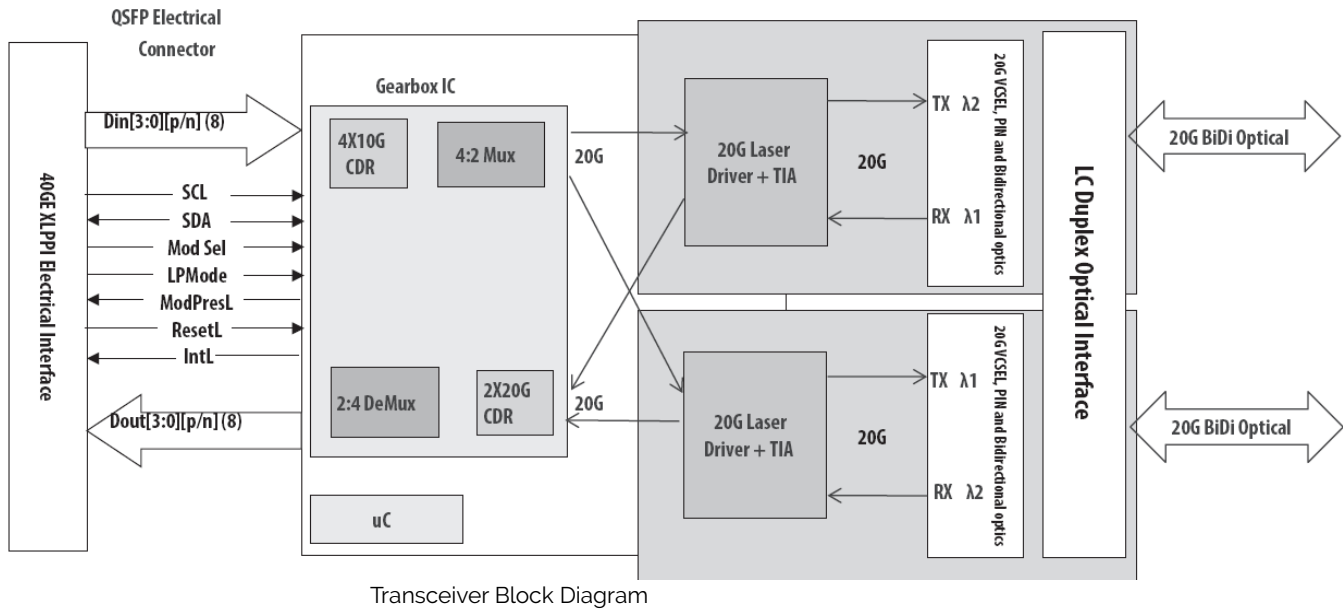 QSFP Electrical
Connector
40GE XLPPI Electrical Interface
Din[3:0][p/n] (8)
SCL
SDA
Mod Sel
LPMode
ModPresL
ResetL
IntL
Dout[3:0][p/n] (8)
Gearbox IC
4X10G
CDR
4:2 Mux
2:4 DeMux
2X20G
CDR
uC
20G
20G
20G Laser
Driver + TIA
20G
TX λ2
RX λ1
20G VCSEL, PIN and Bidirectional optics
20G Laser
Driver + TIA
20G
TX λ1
RX λ2
20G VCSEL, PIN and Bidirectional optics
LC Duplex Optical Interface
20G BiDi Optical
20G BiDi Optical
Transceiver Block Diagram